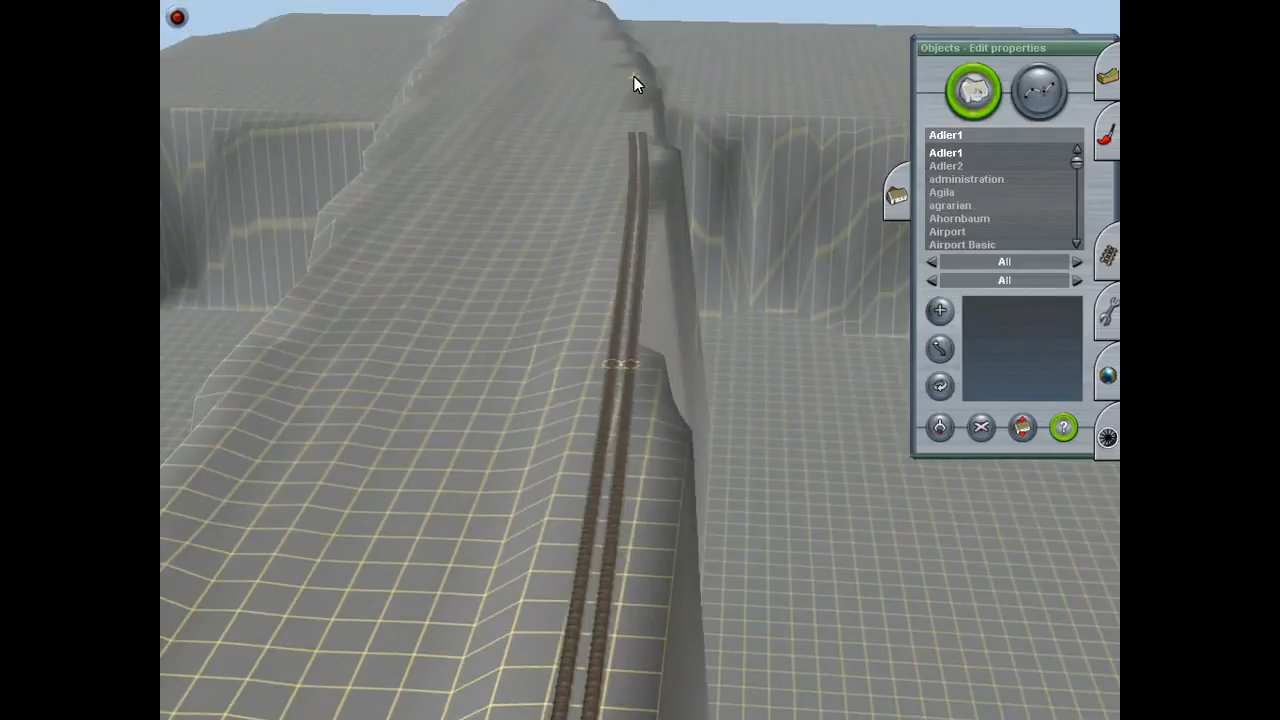 Objects - Edit properties
Adler1
Adler1
Adler2
administration
Agila
agrarian
Ahornbaum
Airport
Airport Basic
All
All
?